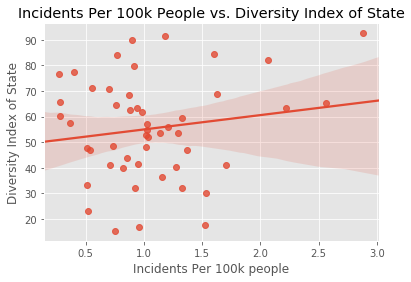 Incidents Per 100k People vs. Diversity Index of State
90
80
70
60
50
40
30
20
Diversity Index of State
0.5 1.0 1.5 2.0 2.5 3.0
Incidents Per 100k people